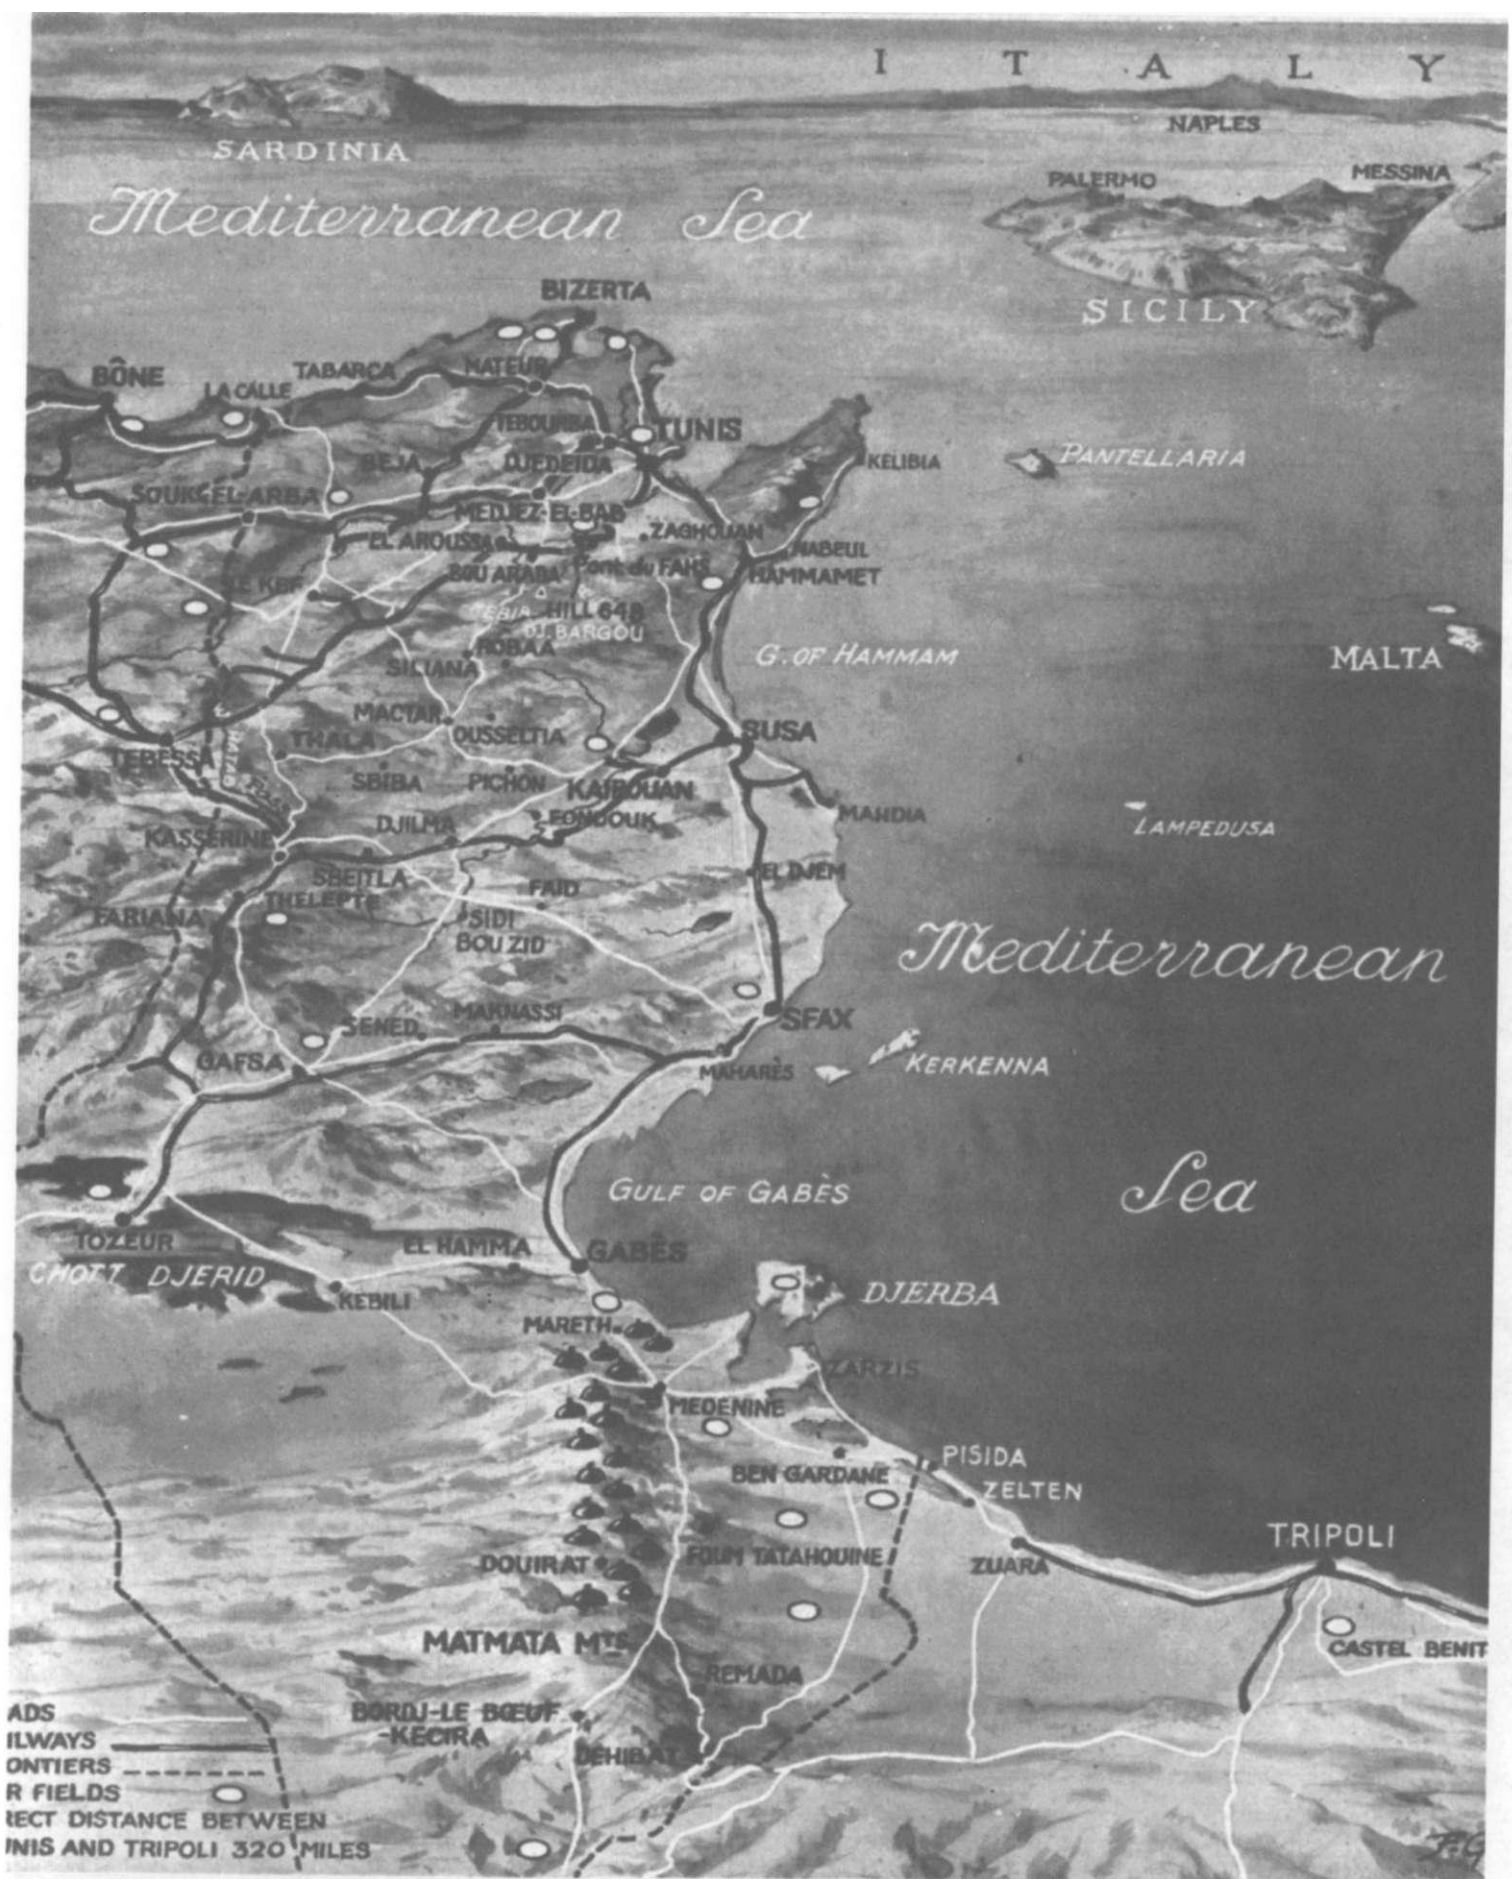 I T A L Y
NAPLES
SARDINIA
PALERMO
MESSINA
Mediterranean Sea
SICILY
BIZERTA
BÔNE
LA CALLE
TABARCA
MATEUR
TEBOURBA
TUNIS
BEJA
DJEDEIDA
KELIBIA
PANTELLARIA
SOUK-EL-ARBA
MEDJEZ-EL-BAB
EL AROUSSA
ZAGHOUAN
NABEUL
BOU ARABA
Pont du FAHS
HAMMAMET
LE KEF
HILL 648
DJ. BARGOU
ROBAA
SILIANA
G. OF HAMMAM
MALTA
MACTAR
OUSSELTIA
SUSA
THALA
TEBESSA
SBIBA
PICHON
KAIROUAN
MAHDIA
LAMPEDUSA
DJILMA
FONDOUK
KASSERINE
SBEITLA
EL DJEM
FAID
THELEPTE
FARIANA
SIDI
BOU ZID
Mediterranean
MAKNASSI
SENED
SFAX
GAFSA
MAHARÈS
KERKENNA
GULF OF GABÈS
Sea
TOZEUR
EL HAMMA
GABÈS
CHOTT DJERID
KEBILI
DJERBA
MARETH
ZARZIS
MEDENINE
PISIDA
BEN GARDANE
ZELTEN
TRIPOLI
DOUIRAT
FOUM TATAHOUINE
ZUARA
MATMATA MTS
CASTEL BENIT
REMADA
BORDJ-LE BŒUF
-KECIRA
DEHIBAT
ADS
ILWAYS
ONTIERS
R FIELDS
RECT DISTANCE BETWEEN
UNIS AND TRIPOLI 320 MILES